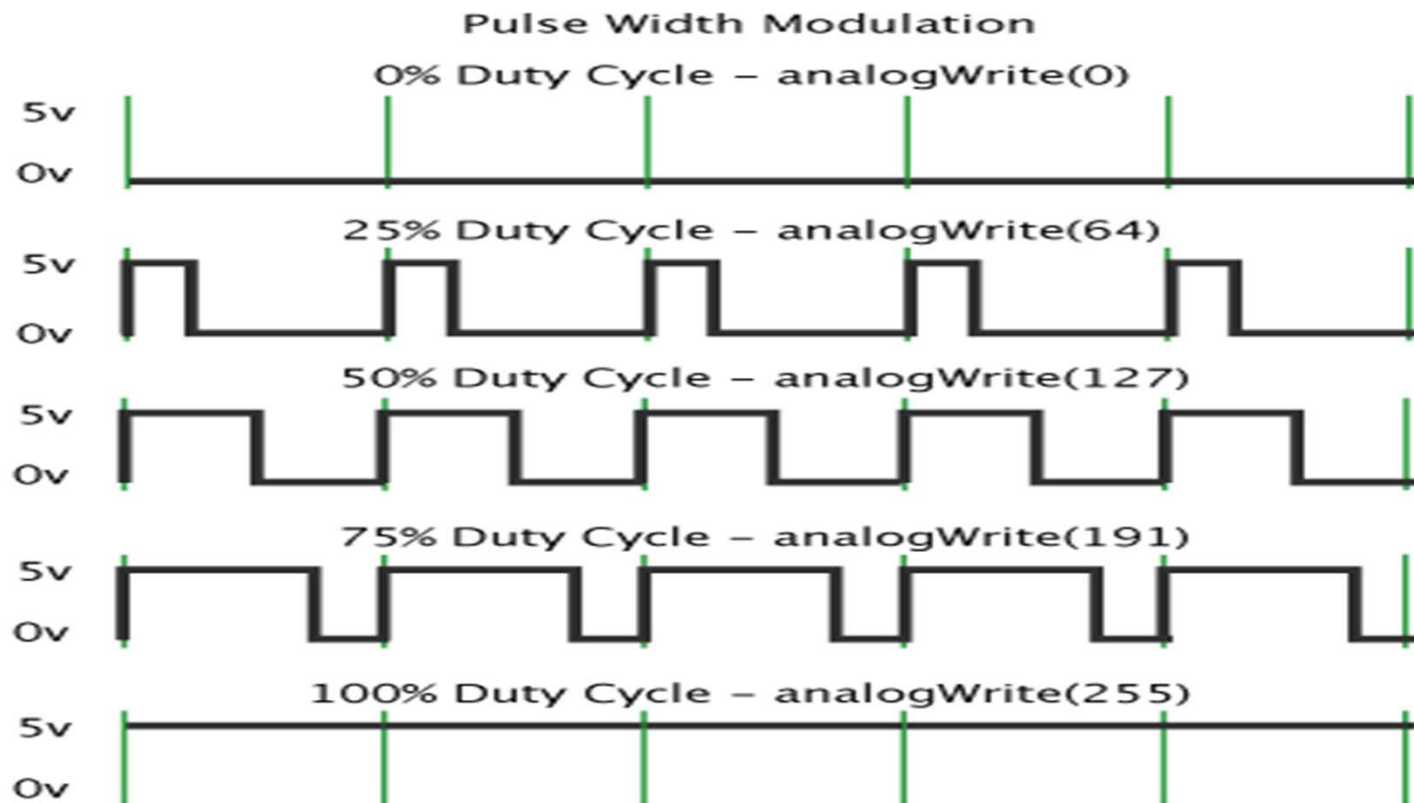 Pulse Width Modulation
0% Duty Cycle – analogWrite(0)
5v
0v
25% Duty Cycle – analogWrite(64)
5v
0v
50% Duty Cycle – analogWrite(127)
5v
0v
75% Duty Cycle – analogWrite(191)
5v
0v
100% Duty Cycle – analogWrite(255)
5v
0v